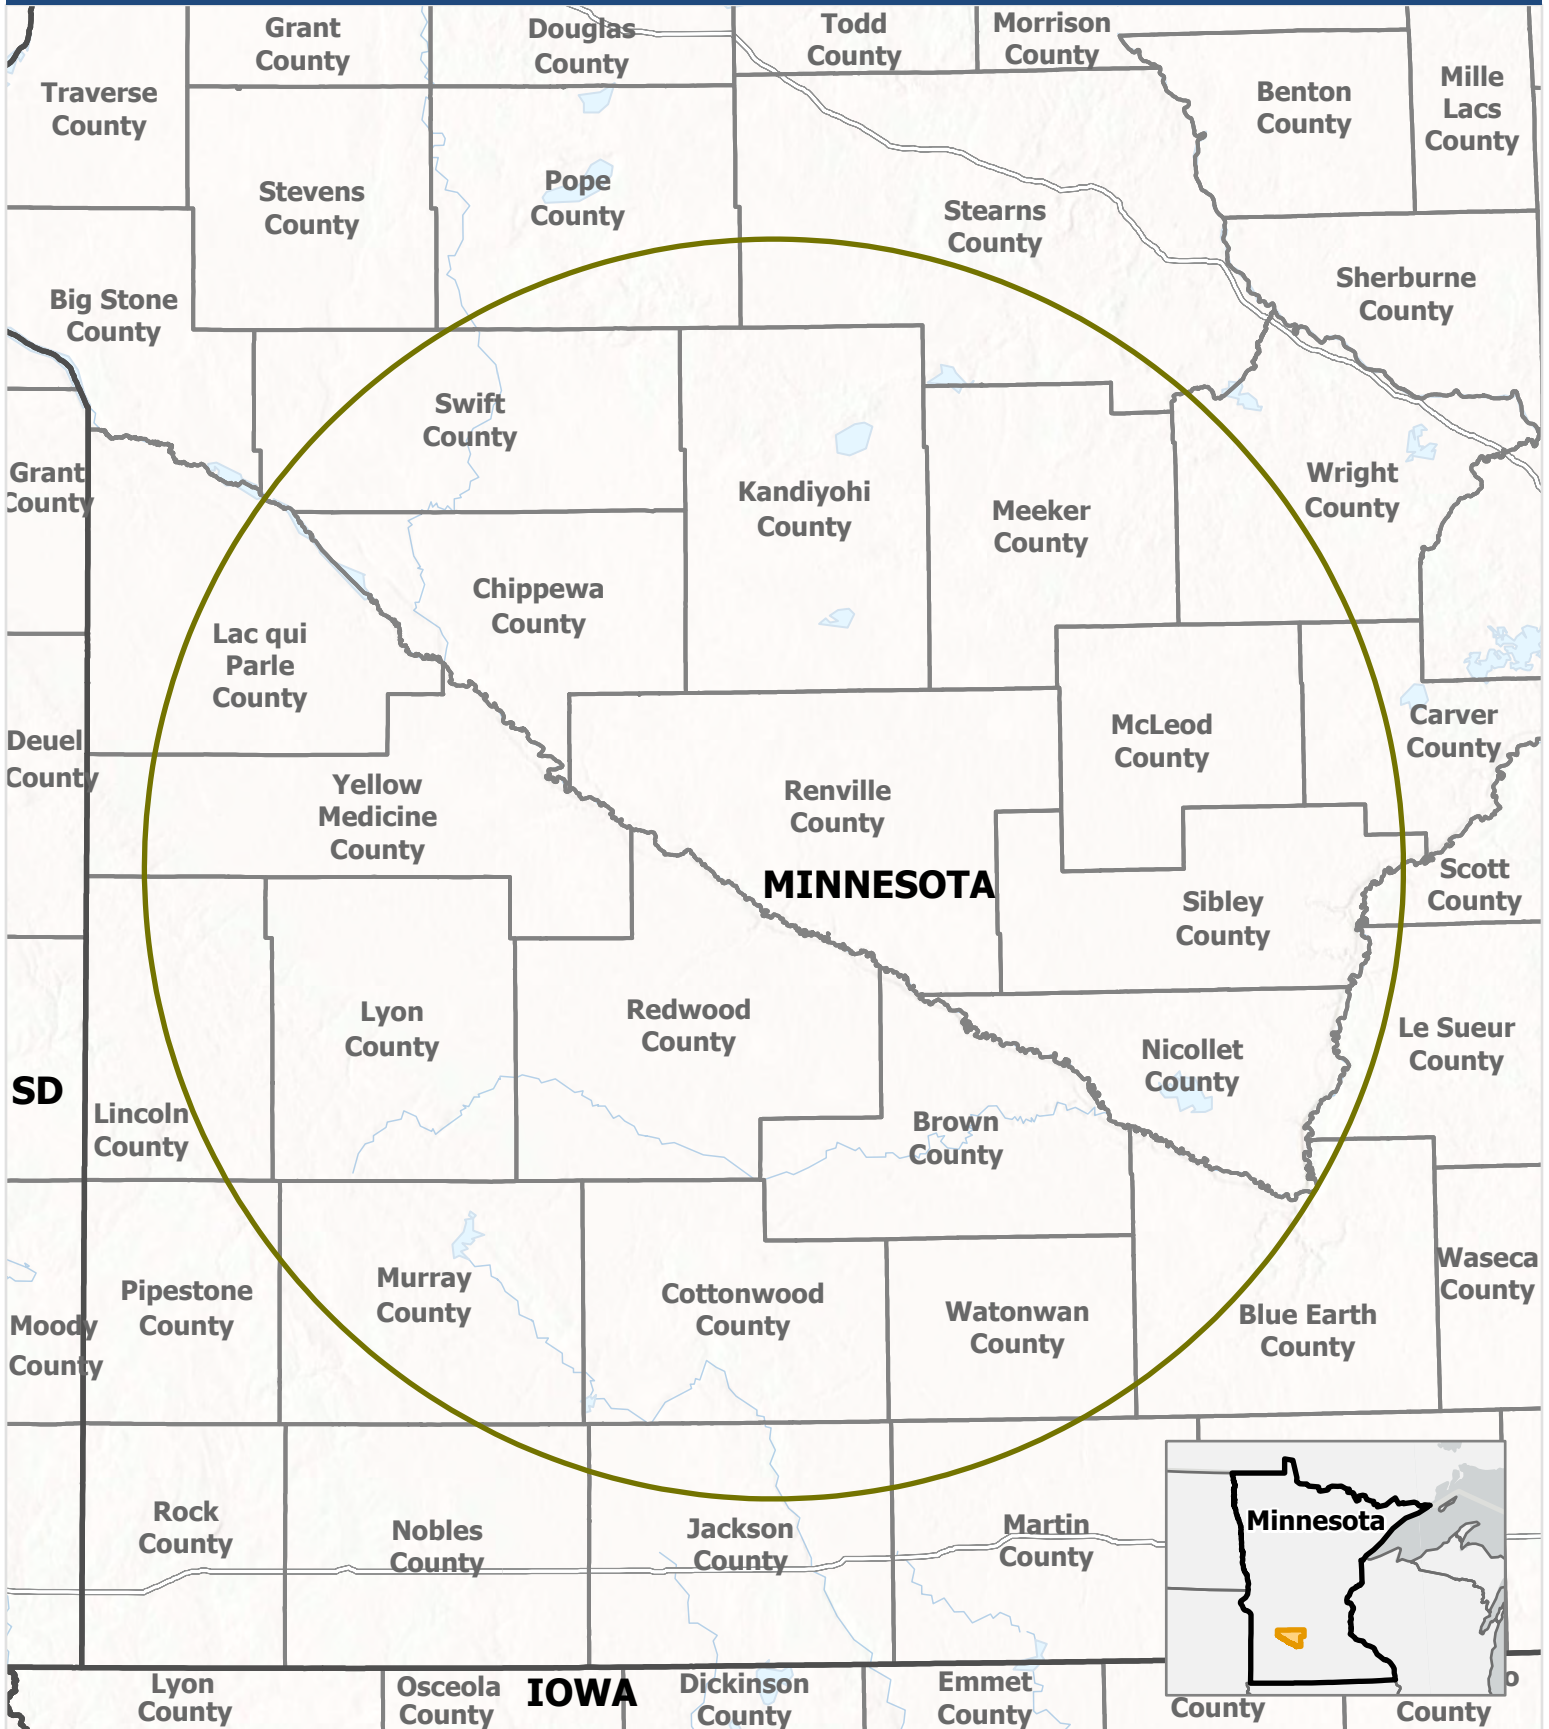 Grant
County
Douglas
County
Todd
County
Morrison
County
Traverse
County
Benton
County
Mille
Lacs
County
Stevens
County
Pope
County
Stearns
County
Big Stone
County
Sherburne
County
Swift
County
Grant
County
Kandiyohi
County
Meeker
County
Wright
County
Chippewa
County
Lac qui
Parle
County
Deuel
County
Yellow
Medicine
County
Renville
County
McLeod
County
Carver
County
MINNESOTA
Sibley
County
Scott
County
Lyon
County
Redwood
County
Nicollet
County
Le Sueur
County
SD
Lincoln
County
Brown
County
Moody
County
Pipestone
County
Murray
County
Cottonwood
County
Watonwan
County
Blue Earth
County
Waseca
County
Rock
County
Nobles
County
Jackson
County
Martin
County
Minnesota
Lyon
County
Osceola
County
IOWA
Dickinson
County
Emmet
County
County
County